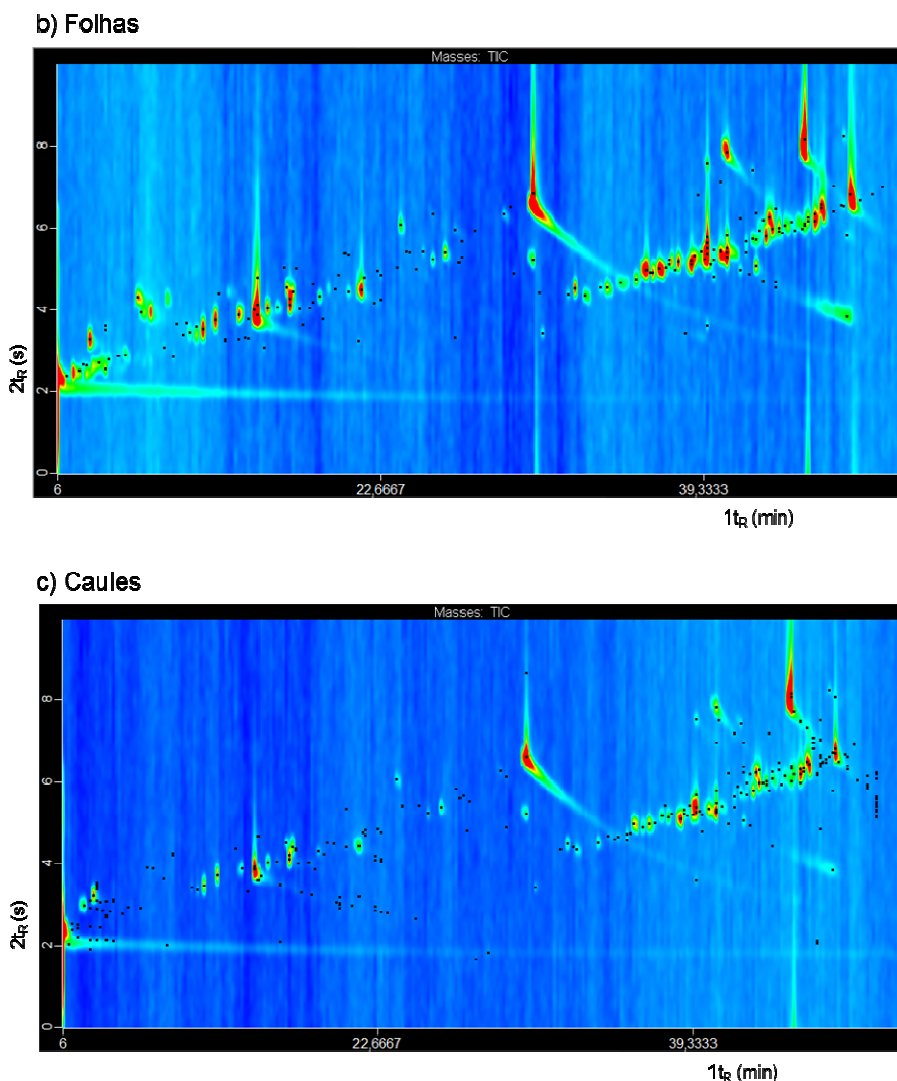 b) Folhas
Masses: TIC
8
6
4
2
0
2tR (s)
6 22,6667 39,3333
1tR (min)
c) Caules
Masses: TIC
8
6
4
2
0
2tR (s)
6 22,6667 39,3333
1tR (min)